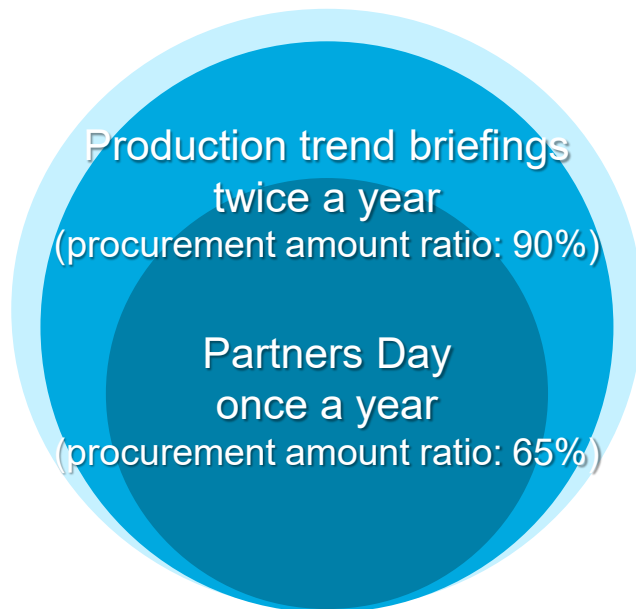 Production trend briefings
twice a year
(procurement amount ratio: 90%)
Partners Day
once a year
(procurement amount ratio: 65%)